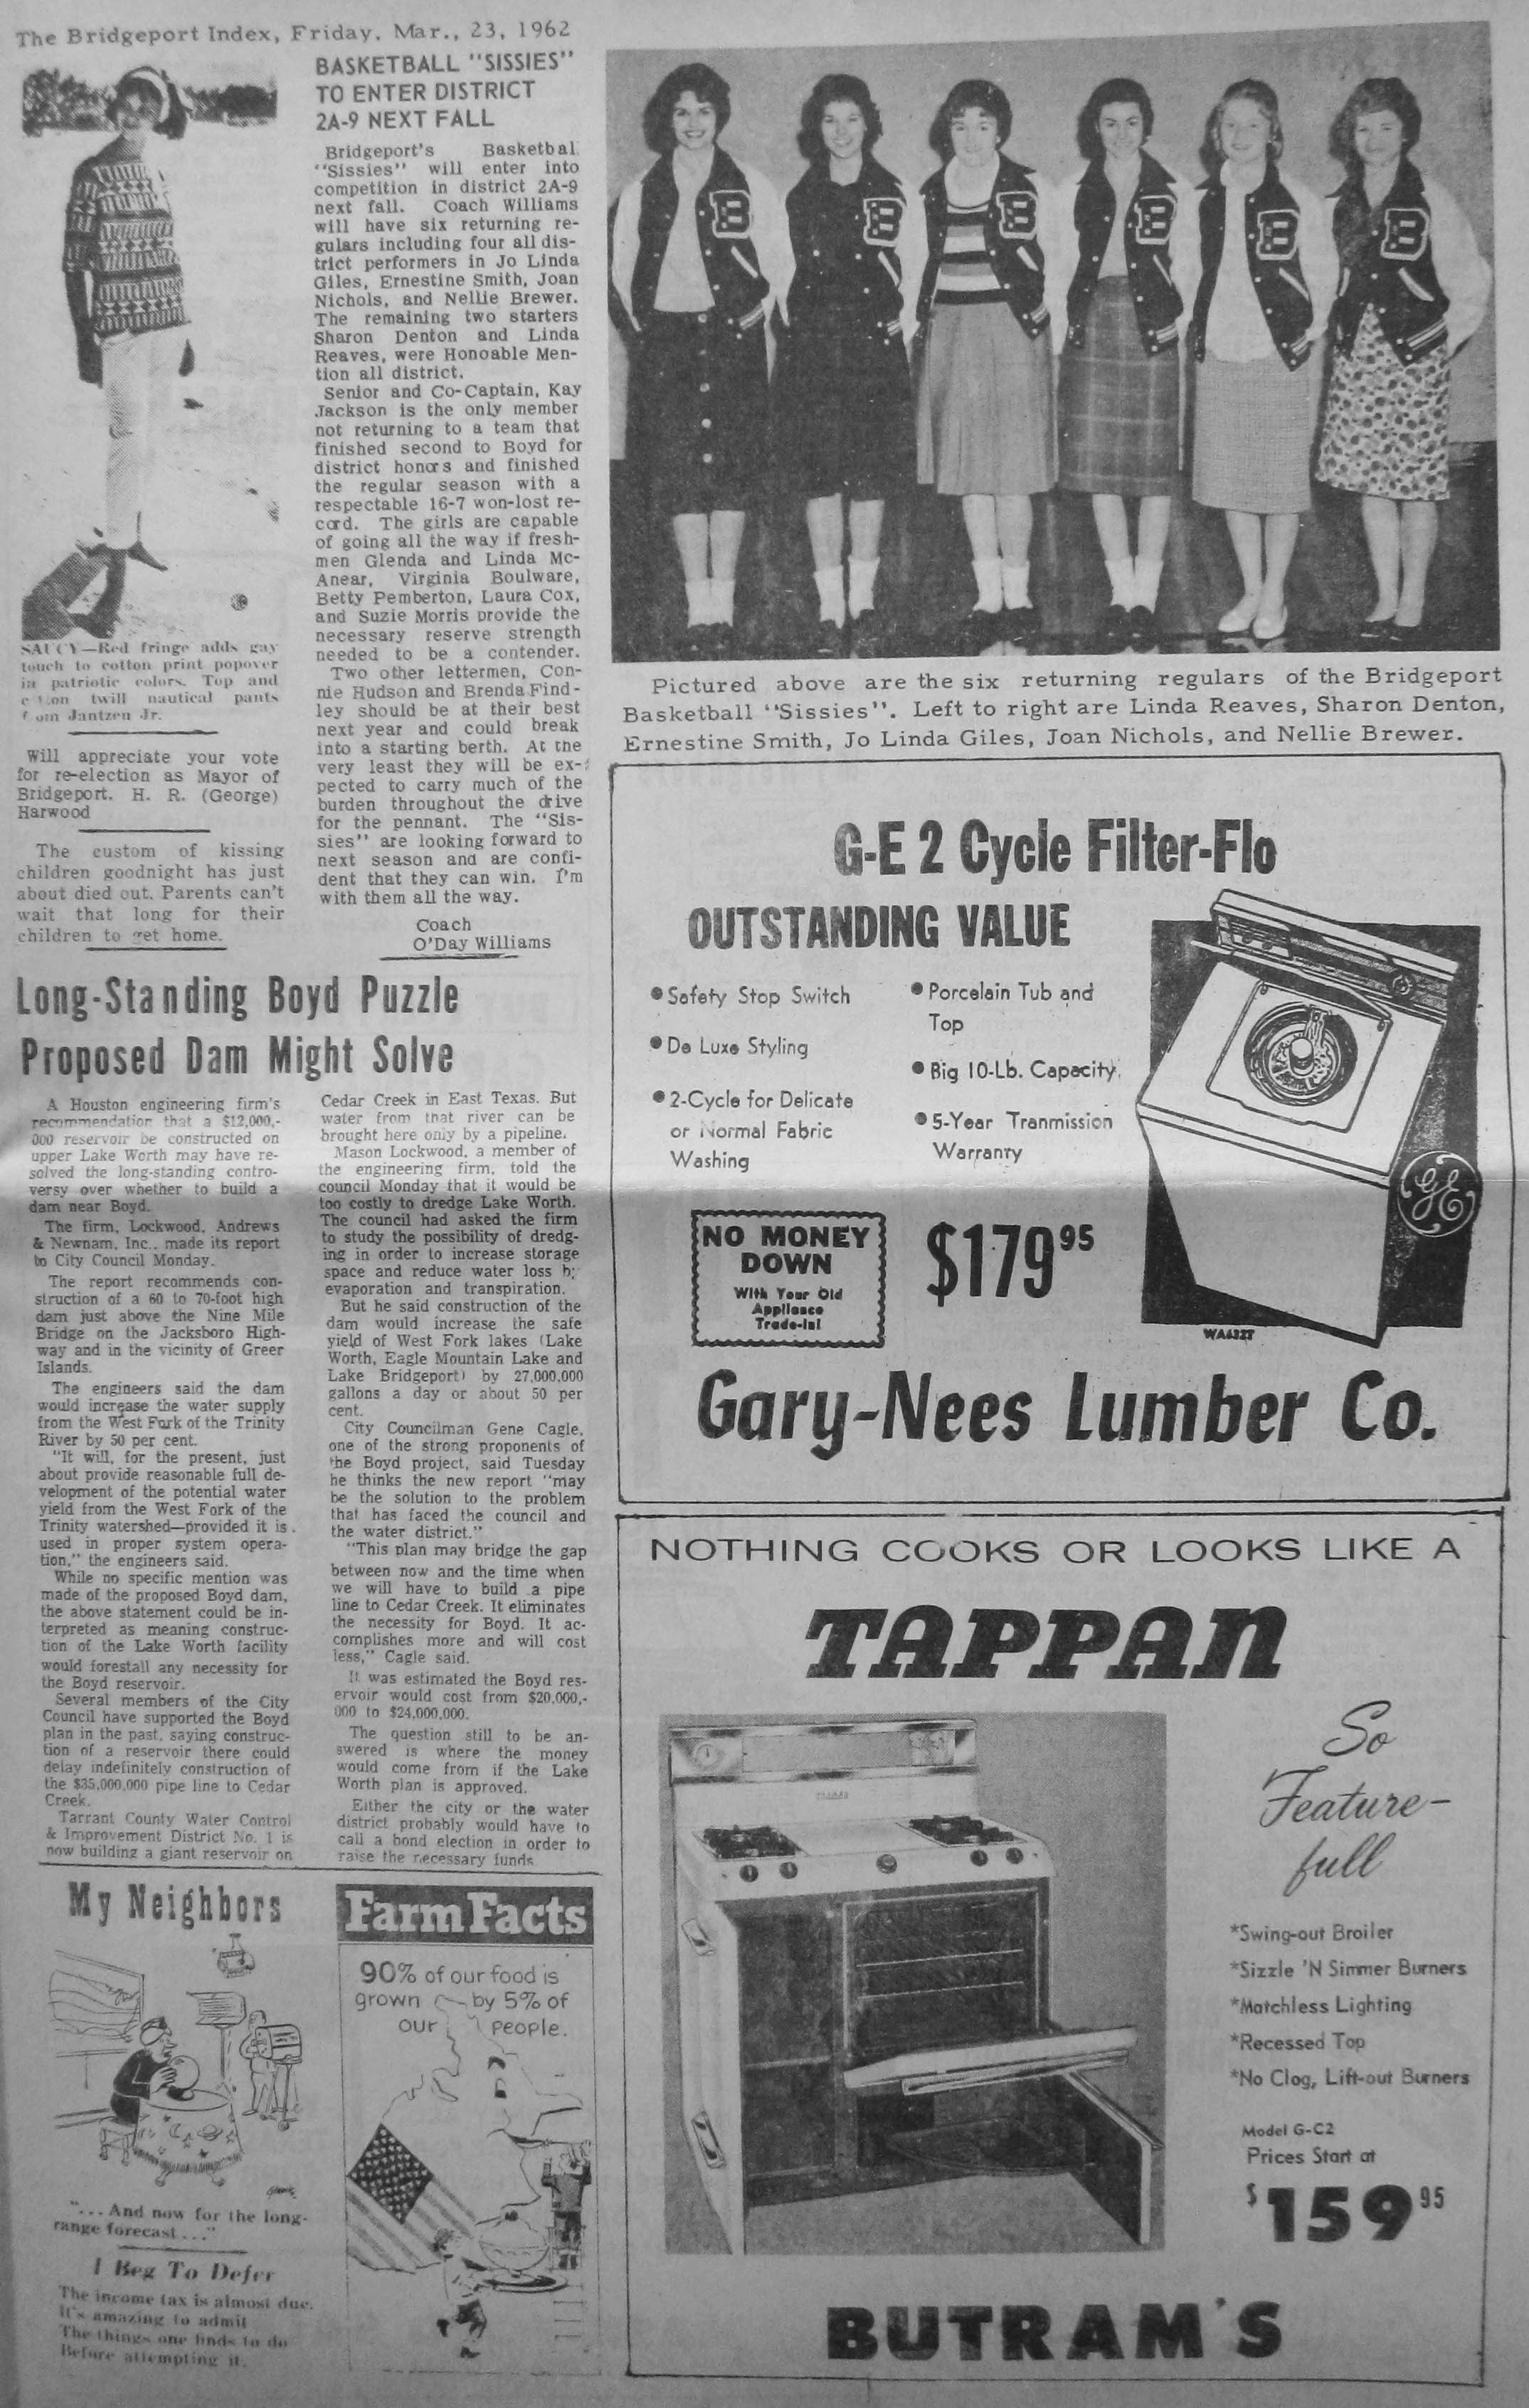 The Bridgeport Index, Friday, Mar., 23, 1962
SAUCY—Red fringe adds gay
touch to cotton print popover
in patriotic colors. Top and
twill nautical pants
Jantzen Jr.
Will appreciate your vote
for re-election as Mayor of
Bridgeport. H. R. (George)
Harwood
The custom of kissing
children goodnight has just
about died out. Parents can't
wait that long for their
children to get home.
BASKETBALL "SISSIES"
TO ENTER DISTRICT
2A-9 NEXT FALL
Bridgeport's Basketbal
"Sissies" will enter into
competition in district 2A-9
next fall. Coach Williams
will have six returning re-
gulars including four all dis-
trict performers in Jo Linda
Giles, Ernestine Smith, Joan
Nichols, and Nellie Brewer.
The remaining two starters
Sharon Denton and Linda
Reaves, were Honoable Men-
tion all district.
Senior and Co-Captain, Kay
Jackson is the only member
not returning to a team that
finished second to Boyd for
district honors and finished
the regular season with a
respectable 16-7 won-lost re-
cord. The girls are capable
of going all the way if fresh-
men Glenda and Linda Mc-
Anear, Virginia Boulware,
Betty Pemberton, Laura Cox,
and Suzie Morris provide the
necessary reserve strength
needed to be a contender.
Two other lettermen, Con-
nie Hudson and Brenda Find-
ley should be at their best
next year and could break
into a starting berth. At the
very least they will be ex-
pected to carry much of the
burden throughout the drive
for the pennant. The "Sis-
sies" are looking forward to
next season and are confi-
dent that they can win. I'm
with them all the way.
Coach
O'Day Williams
B B B B B B
Pictured above are the six returning regulars of the Bridgeport
Basketball "Sissies". Left to right are Linda Reaves, Sharon Denton,
Ernestine Smith, Jo Linda Giles, Joan Nichols, and Nellie Brewer.
Long-Standing Boyd Puzzle
Proposed Dam Might Solve
A Houston engineering firm's
recommendation that a $12,000,-
000 reservoir be constructed on
upper Lake Worth may have re-
solved the long-standing contro-
versy over whether to build a
dam near Boyd.
The firm, Lockwood, Andrews
& Newnam, Inc., made its report
to City Council Monday.
The report recommends con-
struction of a 60 to 70-foot high
dam just above the Nine Mile
Bridge on the Jacksboro High-
way and in the vicinity of Greer
Islands.
The engineers said the dam
would increase the water supply
from the West Fork of the Trinity
River by 50 per cent.
"It will, for the present, just
about provide reasonable full de-
velopment of the potential water
yield from the West Fork of the
Trinity watershed—provided it is
used in proper system opera-
tion," the engineers said.
While no specific mention was
made of the proposed Boyd dam,
the above statement could be in-
terpreted as meaning construc-
tion of the Lake Worth facility
would forestall any necessity for
the Boyd reservoir.
Several members of the City
Council have supported the Boyd
plan in the past, saying construc-
tion of a reservoir there could
delay indefinitely construction of
the $35,000,000 pipe line to Cedar
Creek.
Tarrant County Water Control
& Improvement District No. 1 is
now building a giant reservoir on
Cedar Creek in East Texas. But
water from that river can be
brought here only by a pipeline.
Mason Lockwood, a member of
the engineering firm, told the
council Monday that it would be
too costly to dredge Lake Worth.
The council had asked the firm
to study the possibility of dredg-
ing in order to increase storage
space and reduce water loss by
evaporation and transpiration.
But he said construction of the
dam would increase the safe
yield of West Fork lakes (Lake
Worth, Eagle Mountain Lake and
Lake Bridgeport) by 27,000,000
gallons a day or about 50 per
cent.
City Councilman Gene Cagle,
one of the strong proponents of
the Boyd project, said Tuesday
he thinks the new report "may
be the solution to the problem
that has faced the council and
the water district."
"This plan may bridge the gap
between now and the time when
we will have to build a pipe
line to Cedar Creek. It eliminates
the necessity for Boyd. It ac-
complishes more and will cost
less," Cagle said.
It was estimated the Boyd res-
ervoir would cost from $20,000,-
000 to $24,000,000.
The question still to be an-
swered is where the money
would come from if the Lake
Worth plan is approved.
Either the city or the water
district probably would have to
call a bond election in order to
raise the necessary funds
My Neighbors
"... And now for the long-
range forecast ..."
I Beg To Defer
The income tax is almost due.
It's amazing to admit
The things one finds to do
Before attempting it.
Farm Facts
90% of our food is
grown by 5% of
our people.
G-E 2 Cycle Filter-Flo
OUTSTANDING VALUE
• Safety Stop Switch
• De Luxe Styling
• 2-Cycle for Delicate
or Normal Fabric
Washing
• Porcelain Tub and
Top
• Big 10-Lb. Capacity
• 5-Year Tranmission
Warranty
NO MONEY
DOWN
With Your Old
Appliance
Trade-In!
$179 95
GE
WA632T
Gary-Nees Lumber Co.
NOTHING COOKS OR LOOKS LIKE A
TAPPAN
So
Feature-
full
*Swing-out Broiler
*Sizzle 'N Simmer Burners
*Matchless Lighting
*Recessed Top
*No Clog, Lift-out Burners
Model G-C2
Prices Start at
$159 95
BUTRAM'S